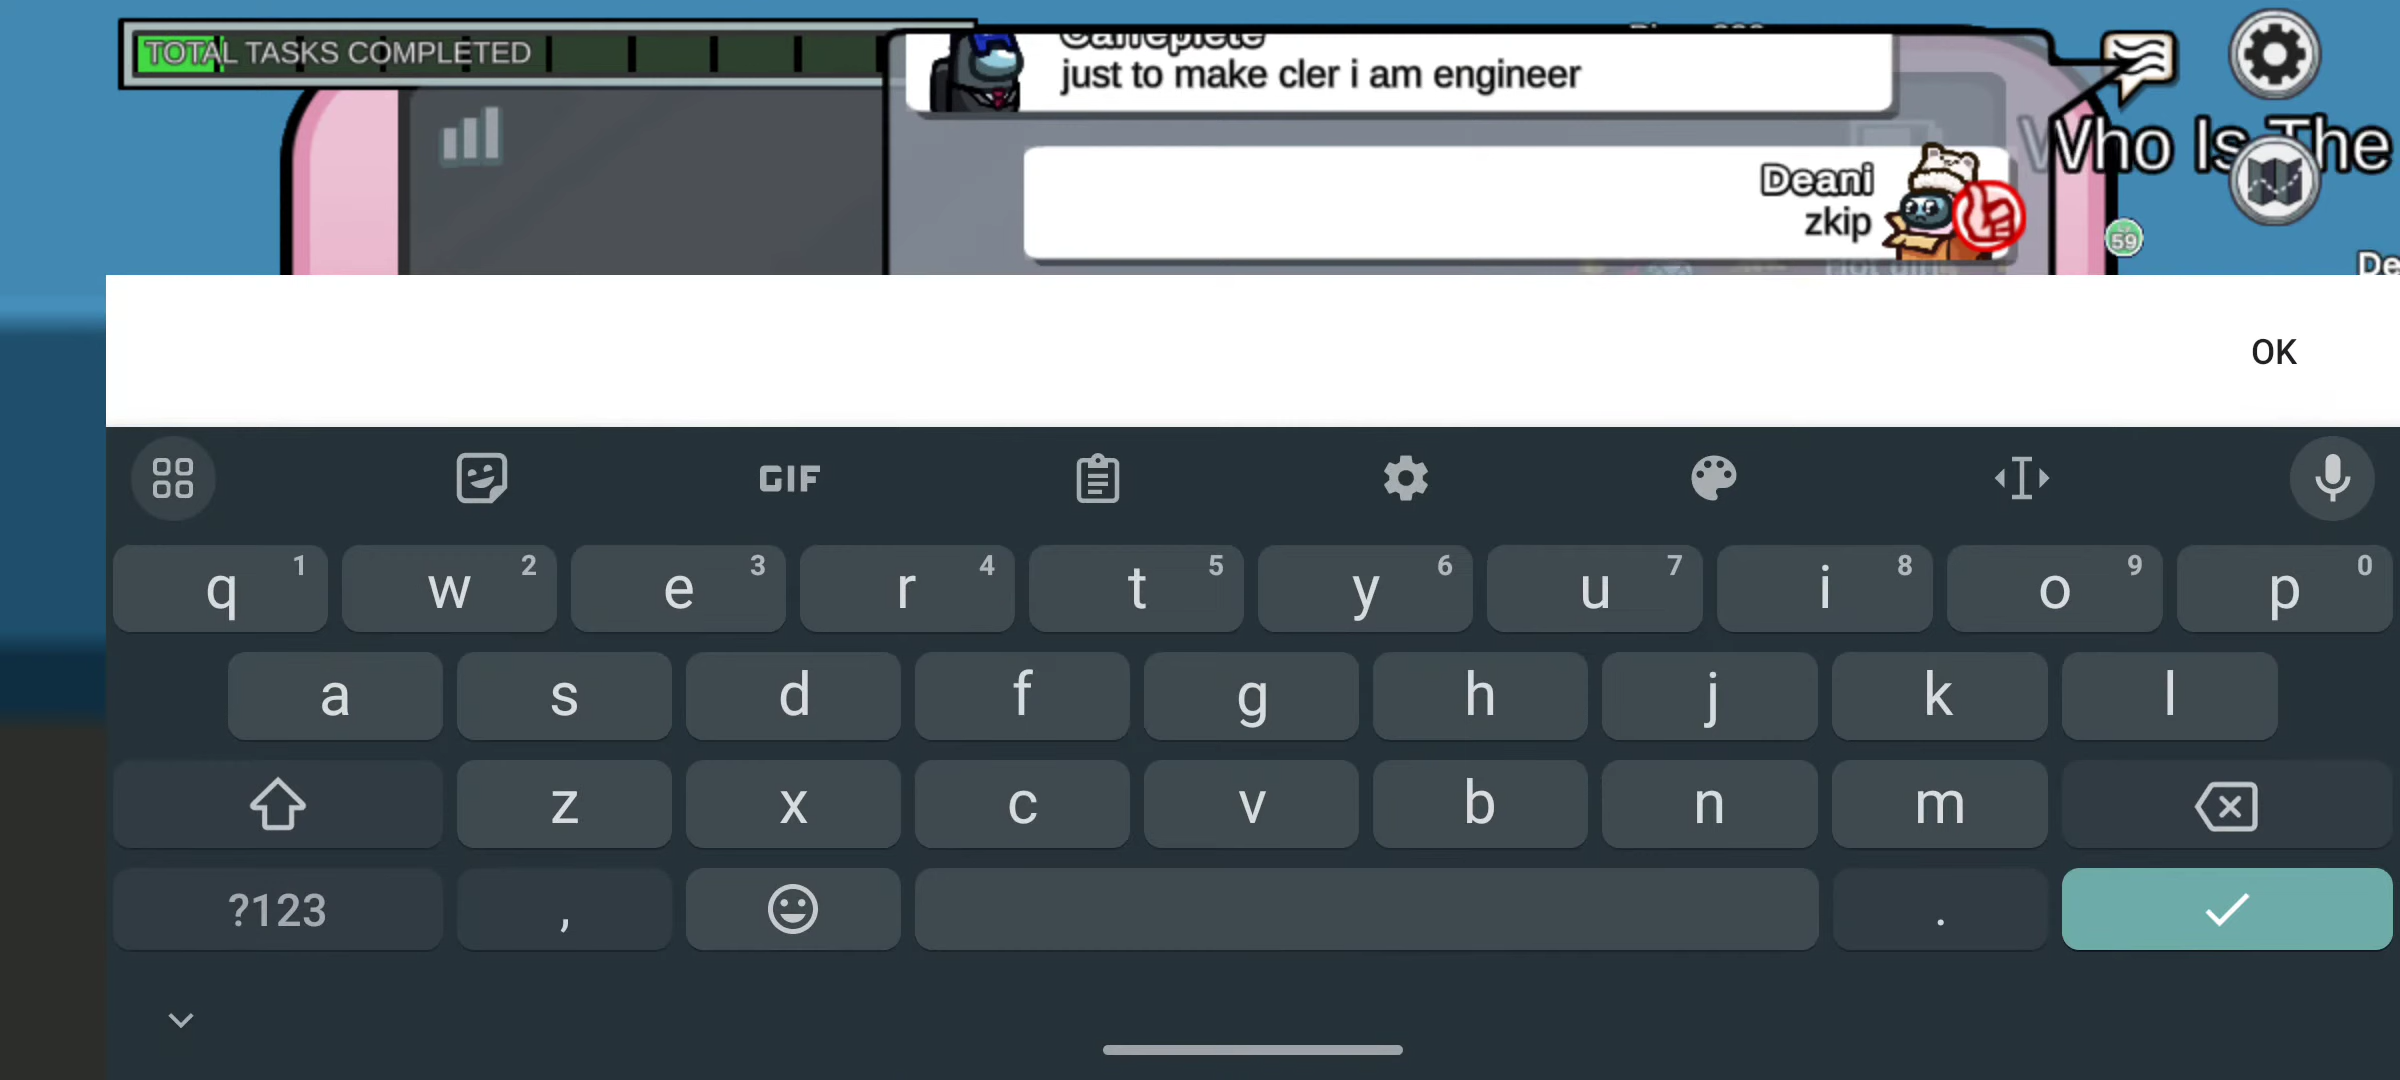 TOTAL TASKS COMPLETED
just to make cler i am engineer
Who Is The
Deani
zkip
59
De
OK
GIF
q 1 w 2 e 3 r 4 t 5 y 6 u 7 i 8 o 9 p 0
a s d f g h j k l
z x c v b n m
?123 , .